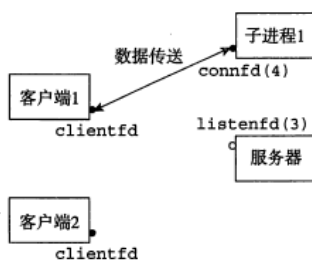 子进程1
数据传送
connfd(4)
客户端1
clientfd
listenfd(3)
服务器
客户端2
clientfd